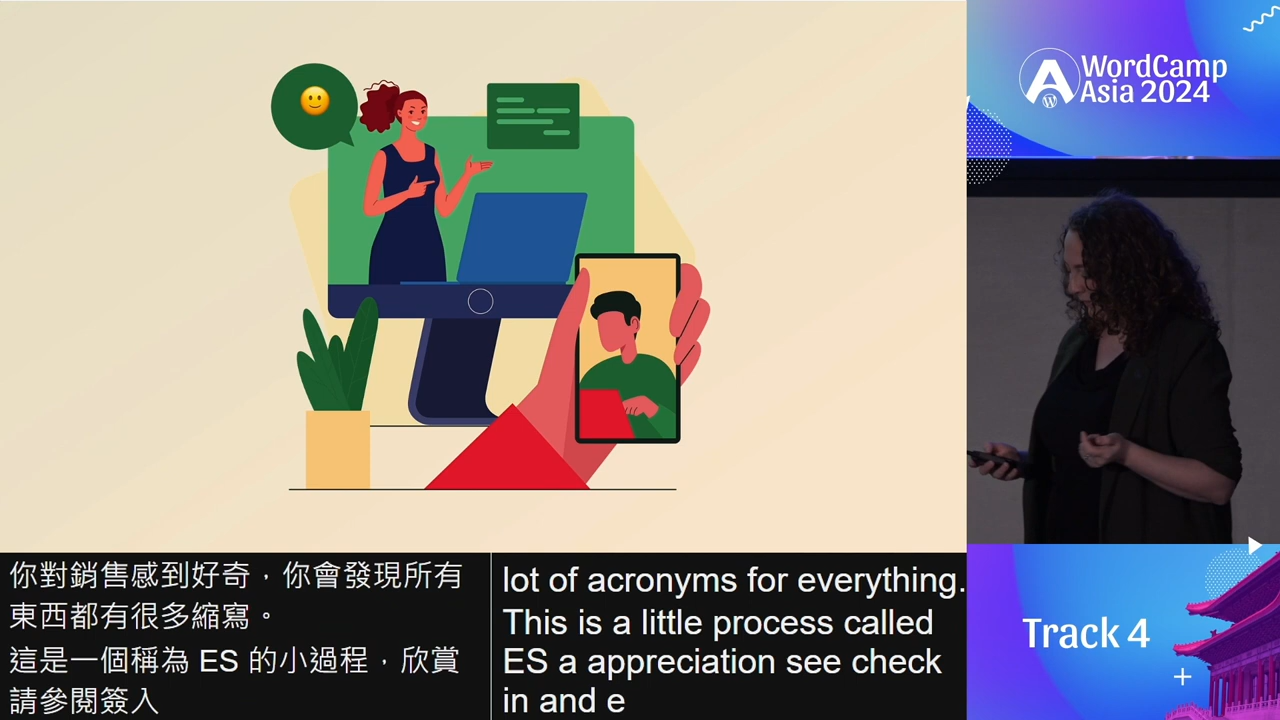 WordCamp
Asia 2024
你對銷售感到好奇，你會發現所有
東西都有很多縮寫。
這是一個稱為 ES 的小過程，欣賞
請參閱簽入
lot of acronyms for everything.
This is a little process called
ES a appreciation see check
in and e
Track 4